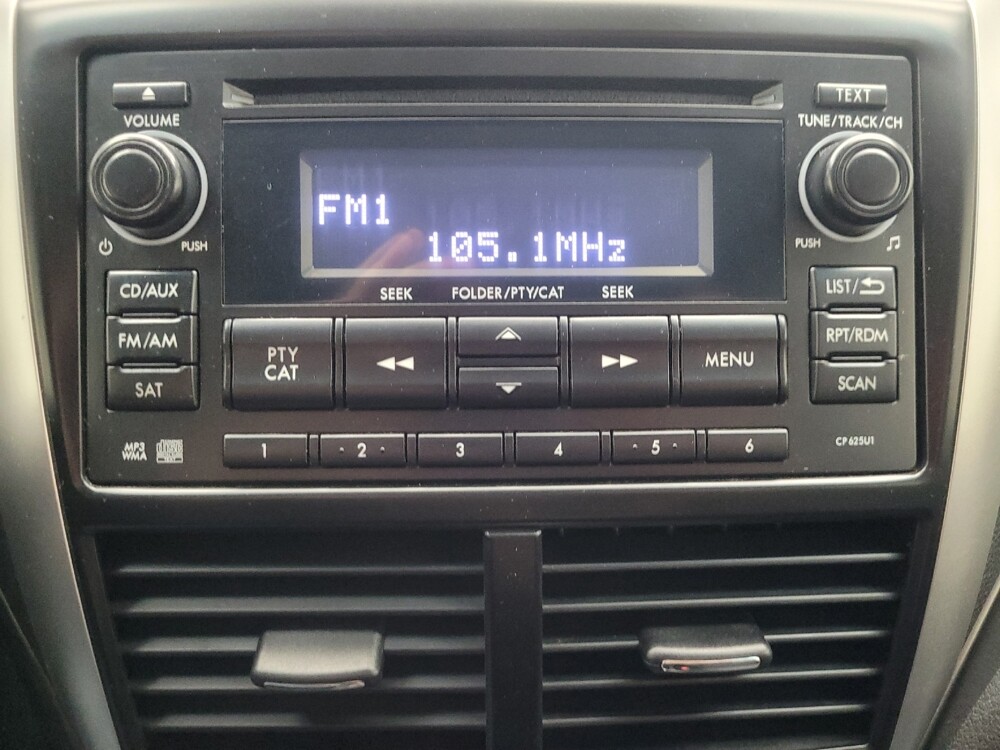 TEXT
VOLUME
TUNE/TRACK/CH
FM1
105.1MHz
PUSH
PUSH
SEEK
FOLDER/PTY/CAT
SEEK
CD/AUX
LIST/
FM/AM
PTY
CAT
MENU
RPT/RDM
SAT
SCAN
MP3
WMA
1
2
3
4
5
6
CP625U1